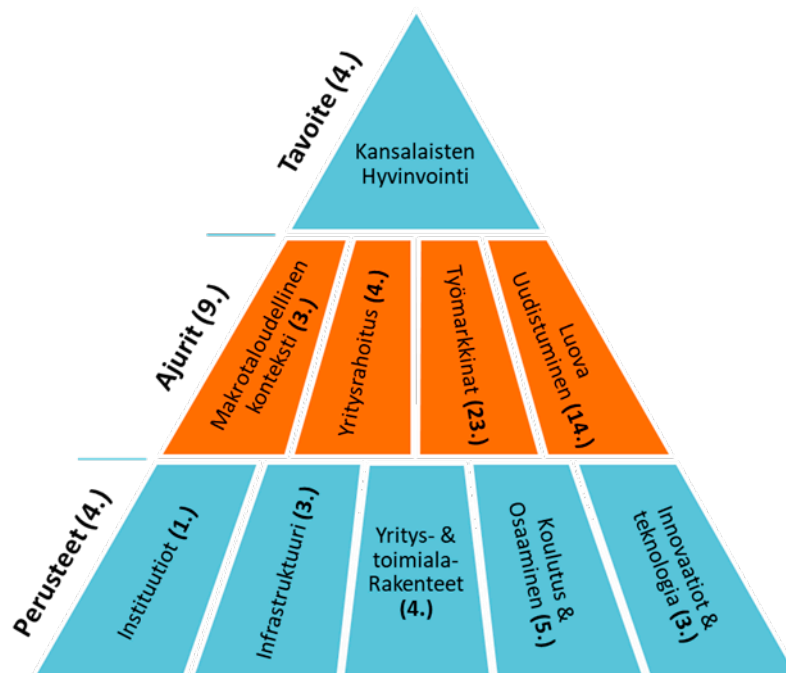 Tavoite (4.)
Kansalaisten
Hyvinvointi
Ajurit (9.)
Makrotaloudellinen
konteksti (3.)
Yritysrahoitus (4.)
Työmarkkinat (23.)
Luova
Uudistuminen (14.)
Perusteet (4.)
Instituutiot (1.)
Infrastruktuuri (3.)
Yritys- &
toimiala-
Rakenteet
(4.)
Koulutus &
Osaaminen (5.)
Innovaatiot &
teknologia (3.)